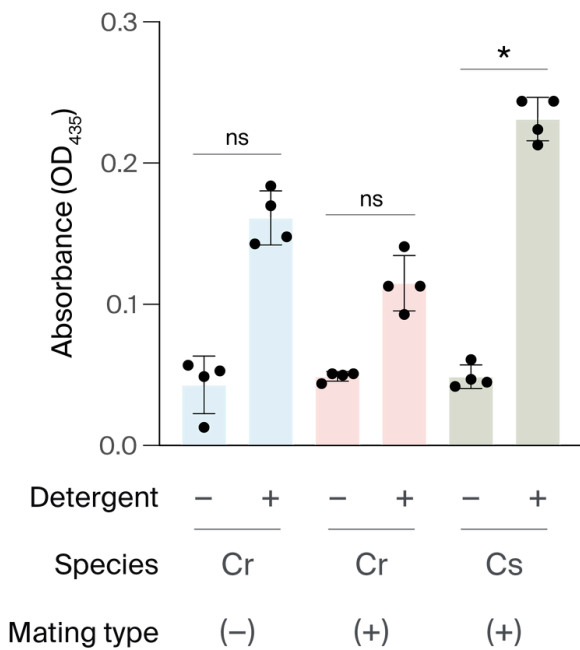 0.3
*
ns
0.2
ns
Absorbance (OD435)
0.1
0.0
Detergent − + − + − +
Species Cr Cr Cs
Mating type (−) (+) (+)